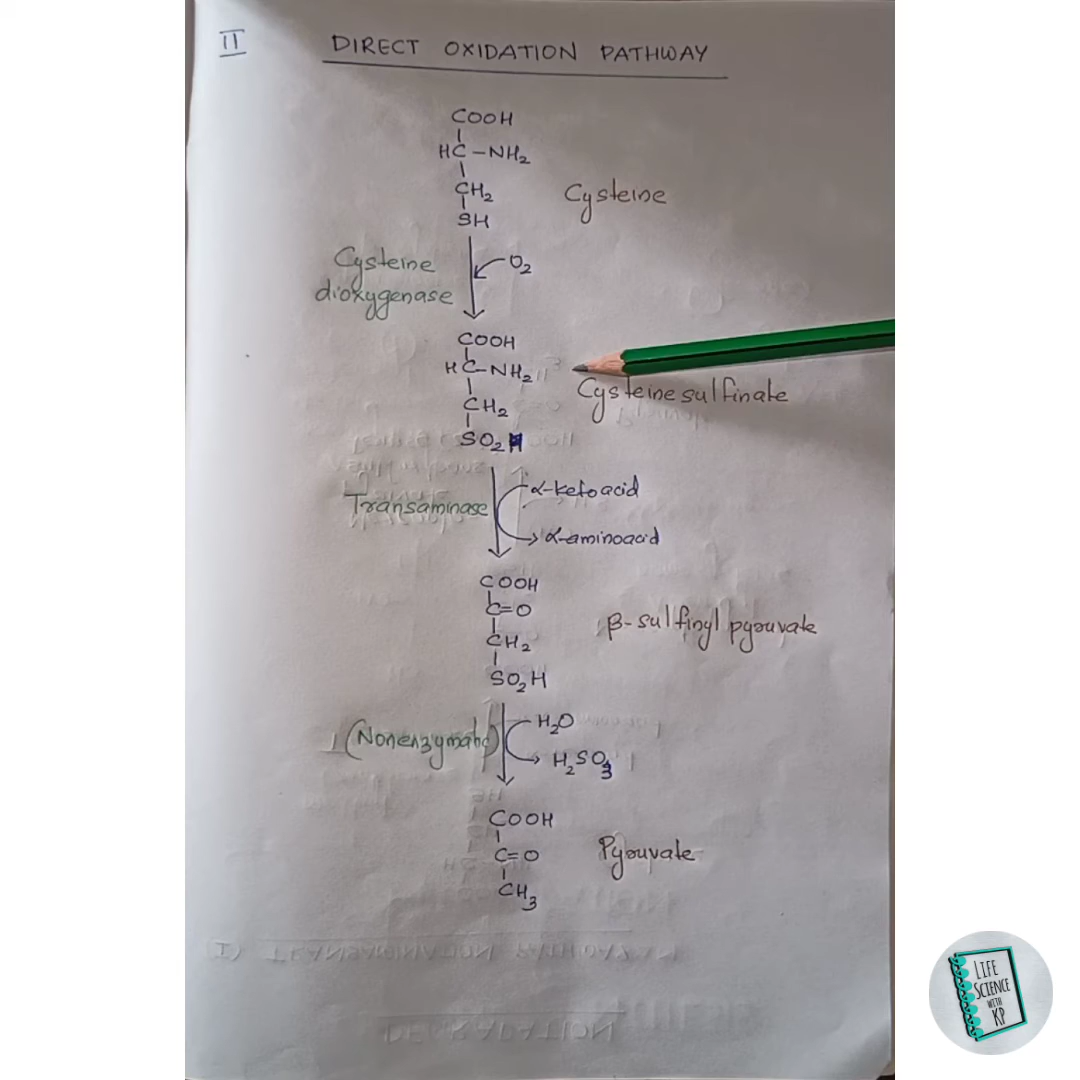 II
DIRECT OXIDATION PATHWAY
COOH
HC-NH2
CH2
SH
Cysteine
Cysteine
dioxygenase
O2
COOH
HC-NH2
CH2
SO2H
Cysteine sulfinate
Transaminase
α-ketoacid
α-aminoacid
COOH
C=O
CH2
SO2H
β-sulfinyl pyruvate
(Nonenzymatic)
H2O
H2SO3
COOH
C=O
CH3
Pyruvate
LIFE
SCIENCE
WITH
KP